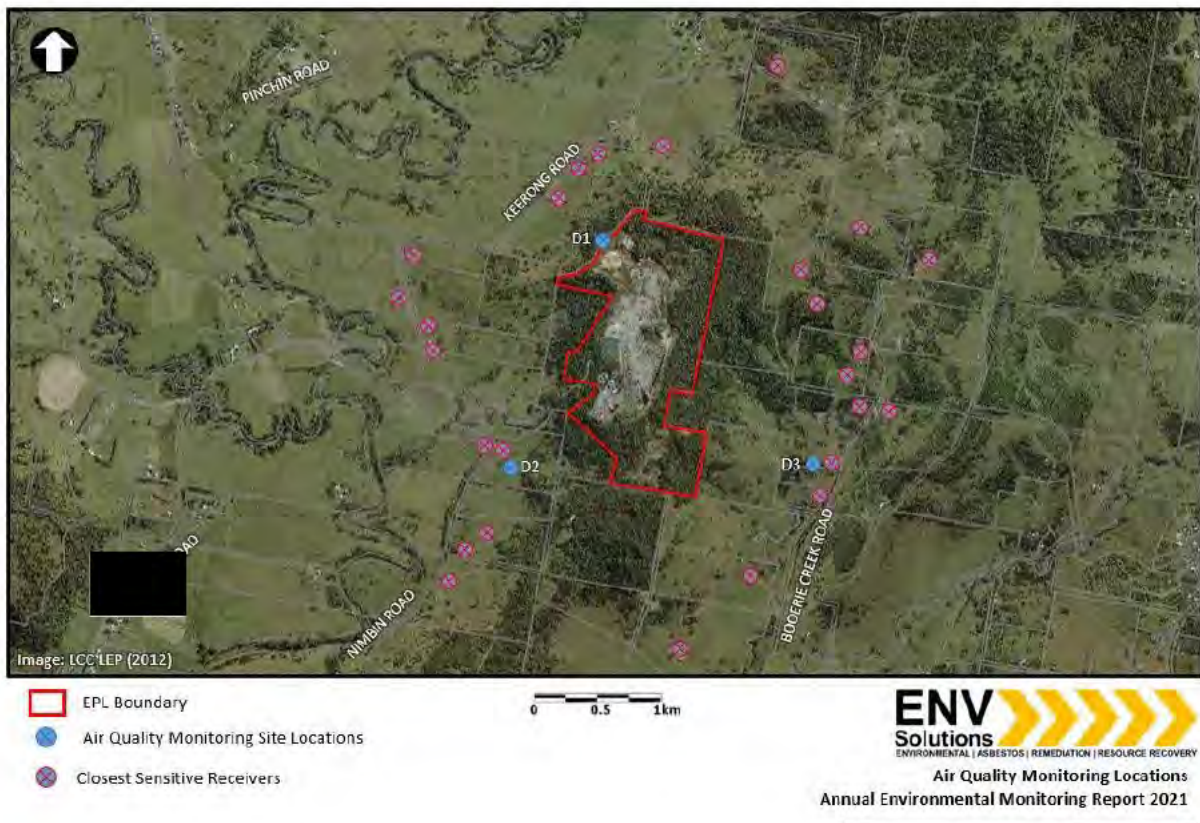 PINCHIN ROAD
KEERONG ROAD
D1
D2
D3
OAD
NIMBIN ROAD
BOOERIE CREEK ROAD
Image: LCC LEP (2012)
EPL Boundary
Air Quality Monitoring Site Locations
Closest Sensitive Receivers
0 0.5 1km
ENV
Solutions
ENVIRONMENTAL | ASBESTOS | REMEDIATION | RESOURCE RECOVERY
Air Quality Monitoring Locations
Annual Environmental Monitoring Report 2021